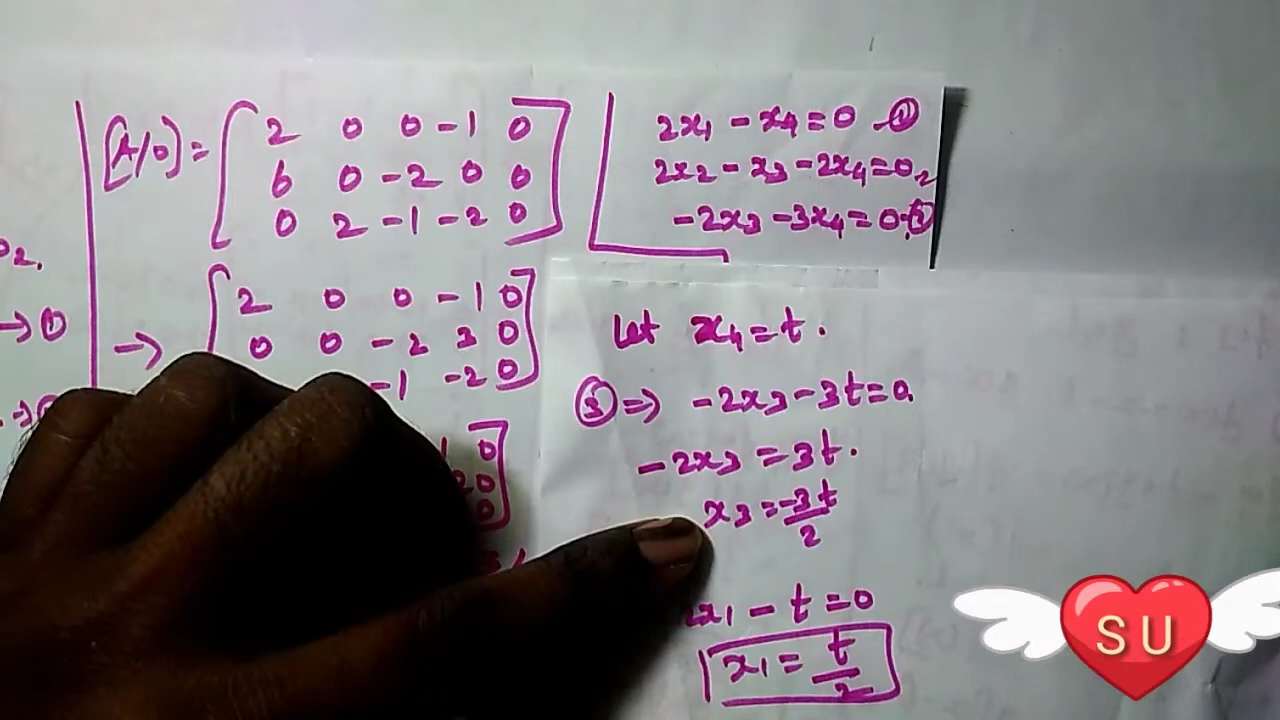 [A/0] = [ 2 0 0 -1 0 ]
6 0 -2 0 0
0 2 -1 -2 0
→ 2 0 0 -1 0
0 0 -2 3 0
-1 -2 0
→ ①
2x₁ - x₄ = 0 ①
2x₂ - x₃ - 2x₄ = 0 2
-2x₃ - 3x₄ = 0 ③
Let x₄ = t.
③ ⇒ -2x₃ - 3t = 0.
-2x₃ = 3t.
x₃ = -3t/2
x₁ - t = 0
x₁ = t/2
SU